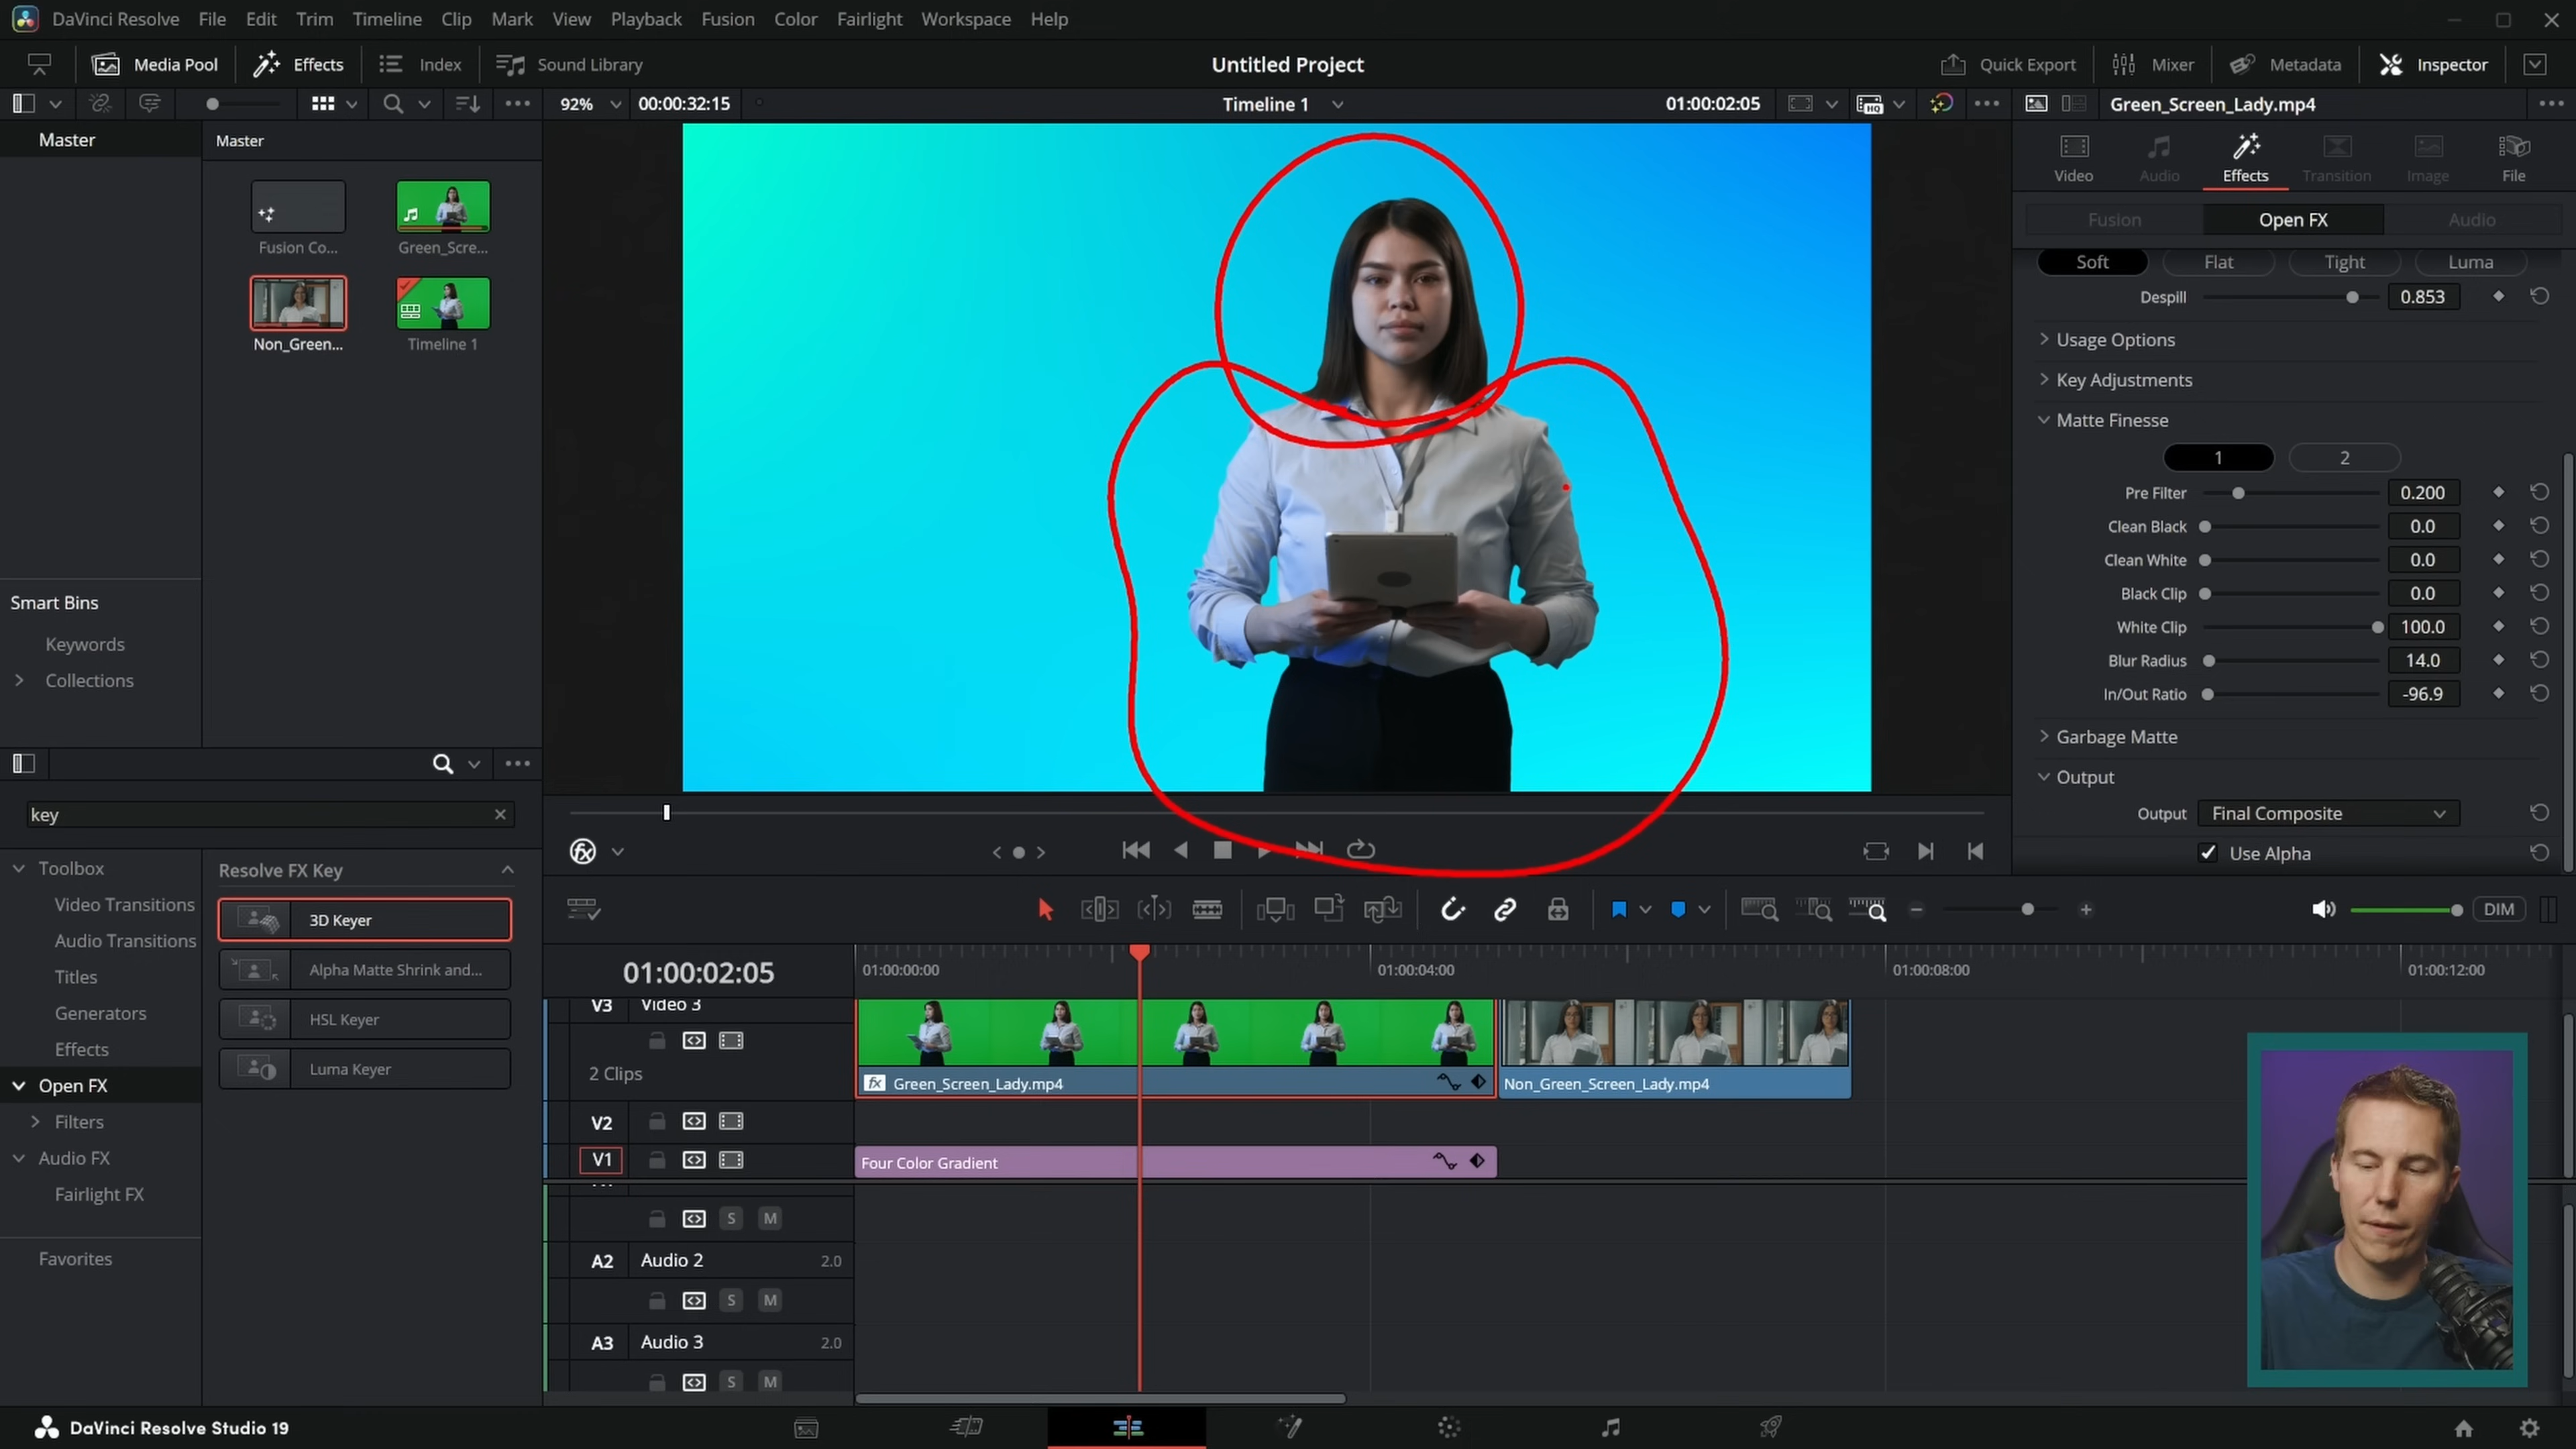 DaVinci Resolve File Edit Trim Timeline Clip Mark View Playback Fusion Color Fairlight Workspace Help
Media Pool Effects Index Sound Library Untitled Project Quick Export Mixer Metadata Inspector
92% 00:00:32:15 Timeline 1 01:00:02:05 HQ Green_Screen_Lady.mp4
Master
Master
Fusion Co...
Green_Scre...
Non_Green...
Timeline 1
Smart Bins
Keywords
Collections
Video Audio Effects Transition Image File
Fusion Open FX Audio
Soft Flat Tight Luma
Despill 0.853
Usage Options
Key Adjustments
Matte Finesse
1 2
Pre Filter 0.200
Clean Black 0.0
Clean White 0.0
Black Clip 0.0
White Clip 100.0
Blur Radius 14.0
In/Out Ratio -96.9
Garbage Matte
Output
Output Final Composite
Use Alpha
key
Toolbox
Video Transitions
Audio Transitions
Titles
Generators
Effects
Open FX
Filters
Audio FX
Fairlight FX
Favorites
Resolve FX Key
3D Keyer
Alpha Matte Shrink and...
HSL Keyer
Luma Keyer
fx
DIM
01:00:02:05
01:00:00:00 01:00:04:00 01:00:08:00 01:00:12:00
V3 Video 3
2 Clips
fx Green_Screen_Lady.mp4
Non_Green_Screen_Lady.mp4
V2
V1
Four Color Gradient
S M
A2 Audio 2 2.0
S M
A3 Audio 3 2.0
S M
DaVinci Resolve Studio 19